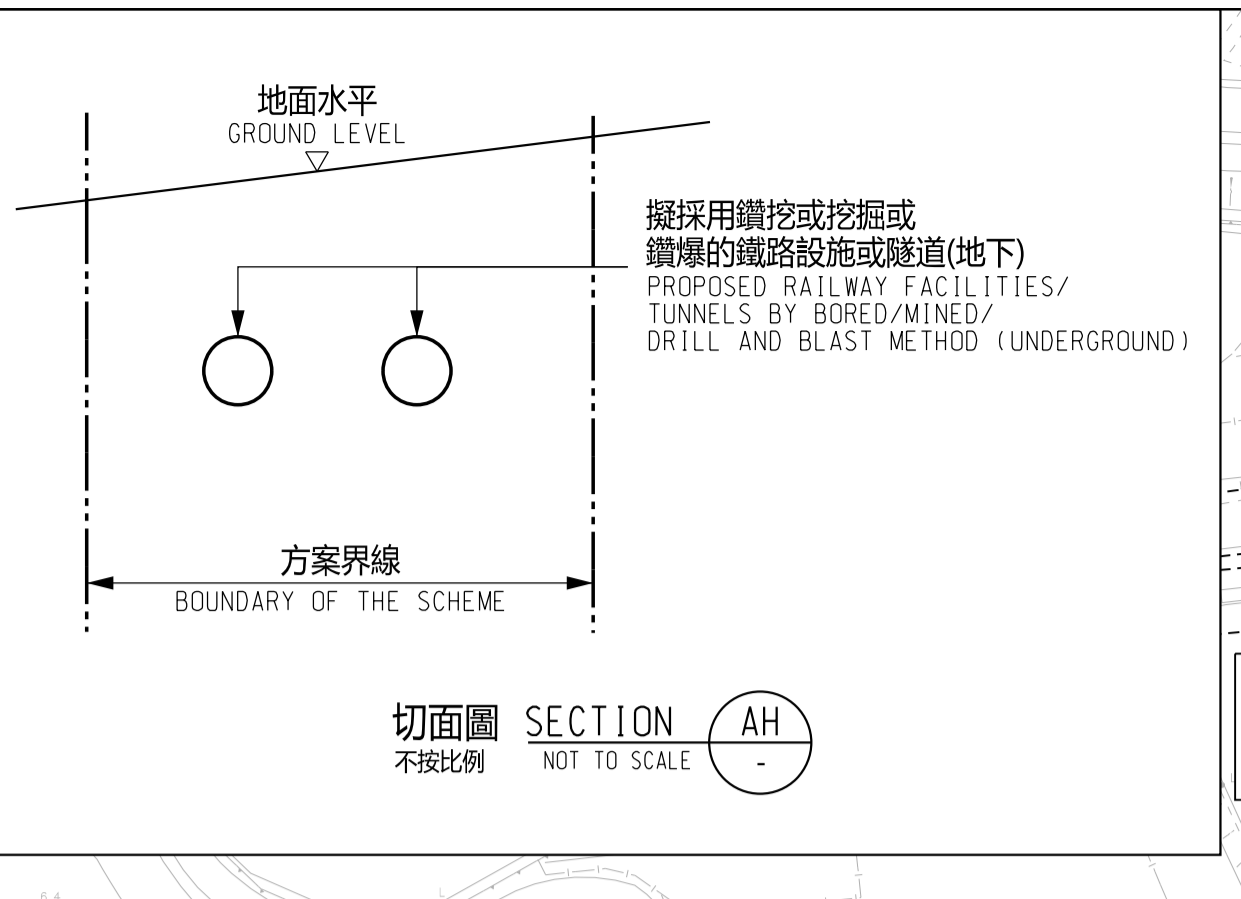 地面水平
GROUND LEVEL
擬採用鑽挖或挖掘或
鑽爆的鐵路設施或隧道(地下)
PROPOSED RAILWAY FACILITIES/
TUNNELS BY BORED/MINED/
DRILL AND BLAST METHOD (UNDERGROUND)
方案界線
BOUNDARY OF THE SCHEME
切面圖 SECTION AH
不按比例 NOT TO SCALE -
6.4